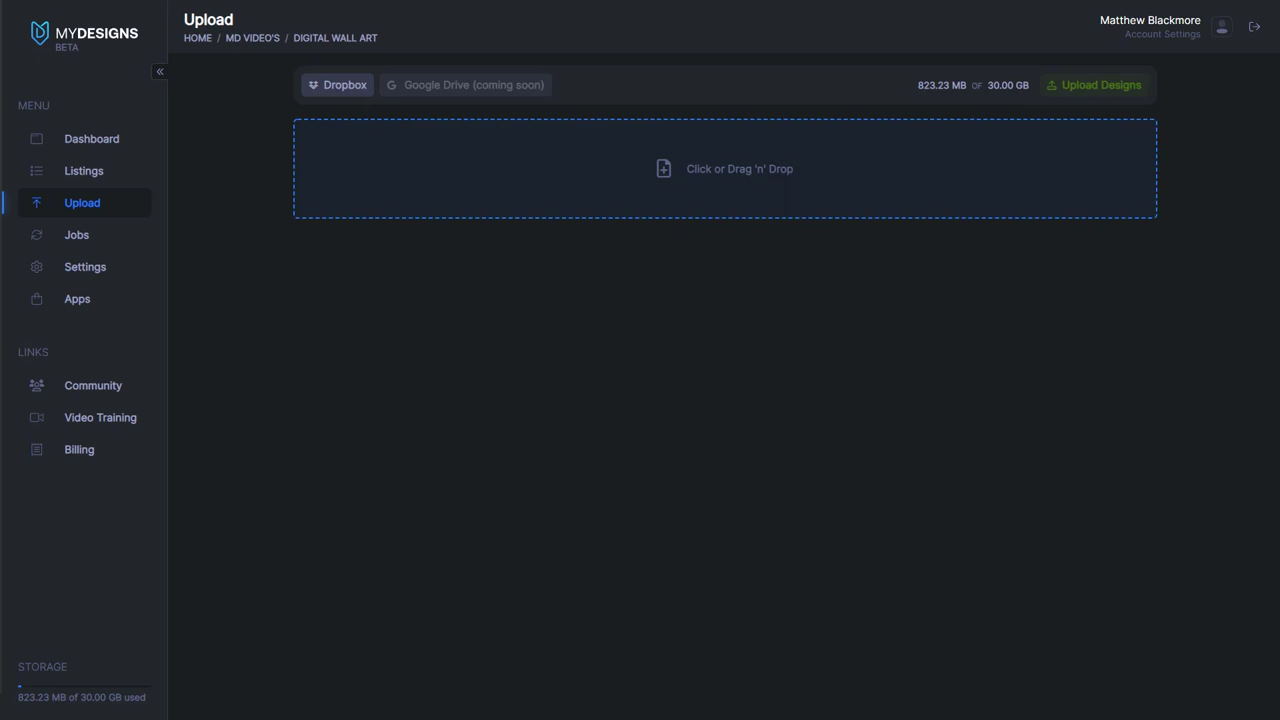 MYDESIGNS
BETA
Upload
HOME / MD VIDEO'S / DIGITAL WALL ART
Matthew Blackmore
Account Settings
MENU
Dashboard
Listings
Upload
Jobs
Settings
Apps
LINKS
Community
Video Training
Billing
STORAGE
823.23 MB of 30.00 GB used
Dropbox
Google Drive (coming soon)
823.23 MB OF 30.00 GB
Upload Designs
Click or Drag 'n' Drop